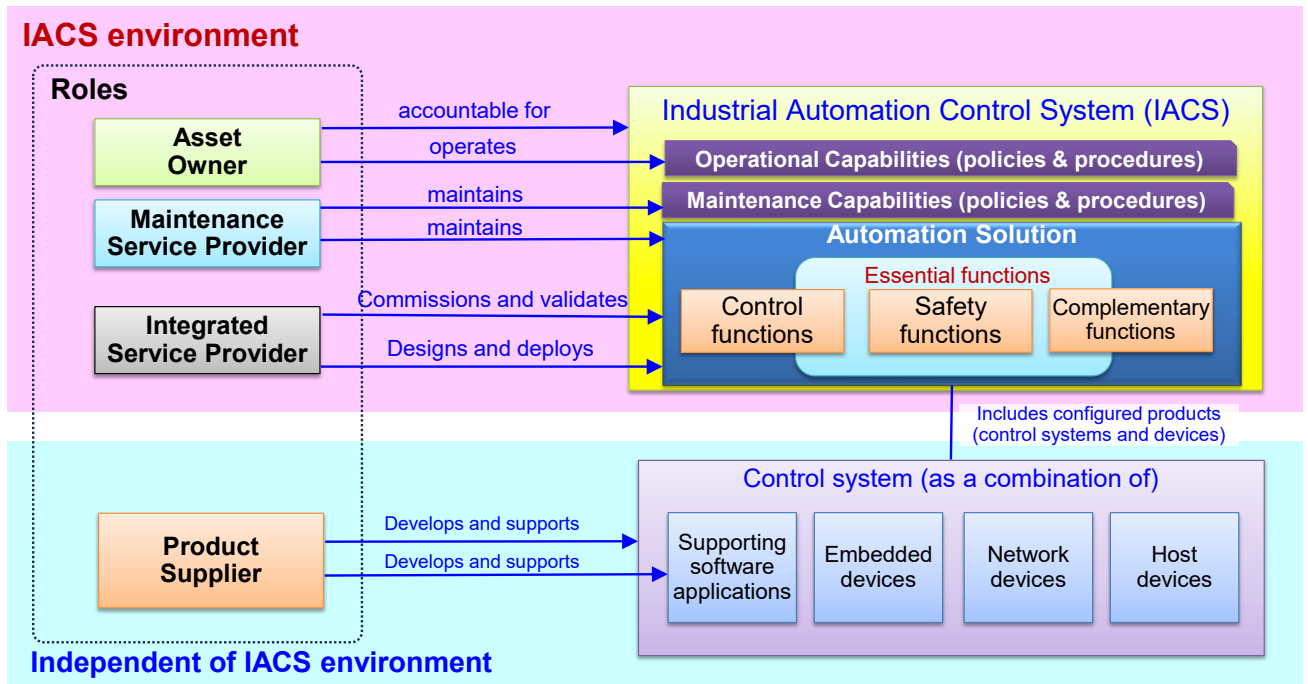 IACS environment
Roles
Asset
Owner
accountable for
operates
Industrial Automation Control System (IACS)
Operational Capabilities (policies & procedures)
Maintenance
Service Provider
maintains
maintains
Maintenance Capabilities (policies & procedures)
Automation Solution
Essential functions
Control
functions
Safety
functions
Complementary
functions
Integrated
Service Provider
Commissions and validates
Designs and deploys
Includes configured products
(control systems and devices)
Control system (as a combination of)
Product
Supplier
Develops and supports
Develops and supports
Supporting
software
applications
Embedded
devices
Network
devices
Host
devices
Independent of IACS environment